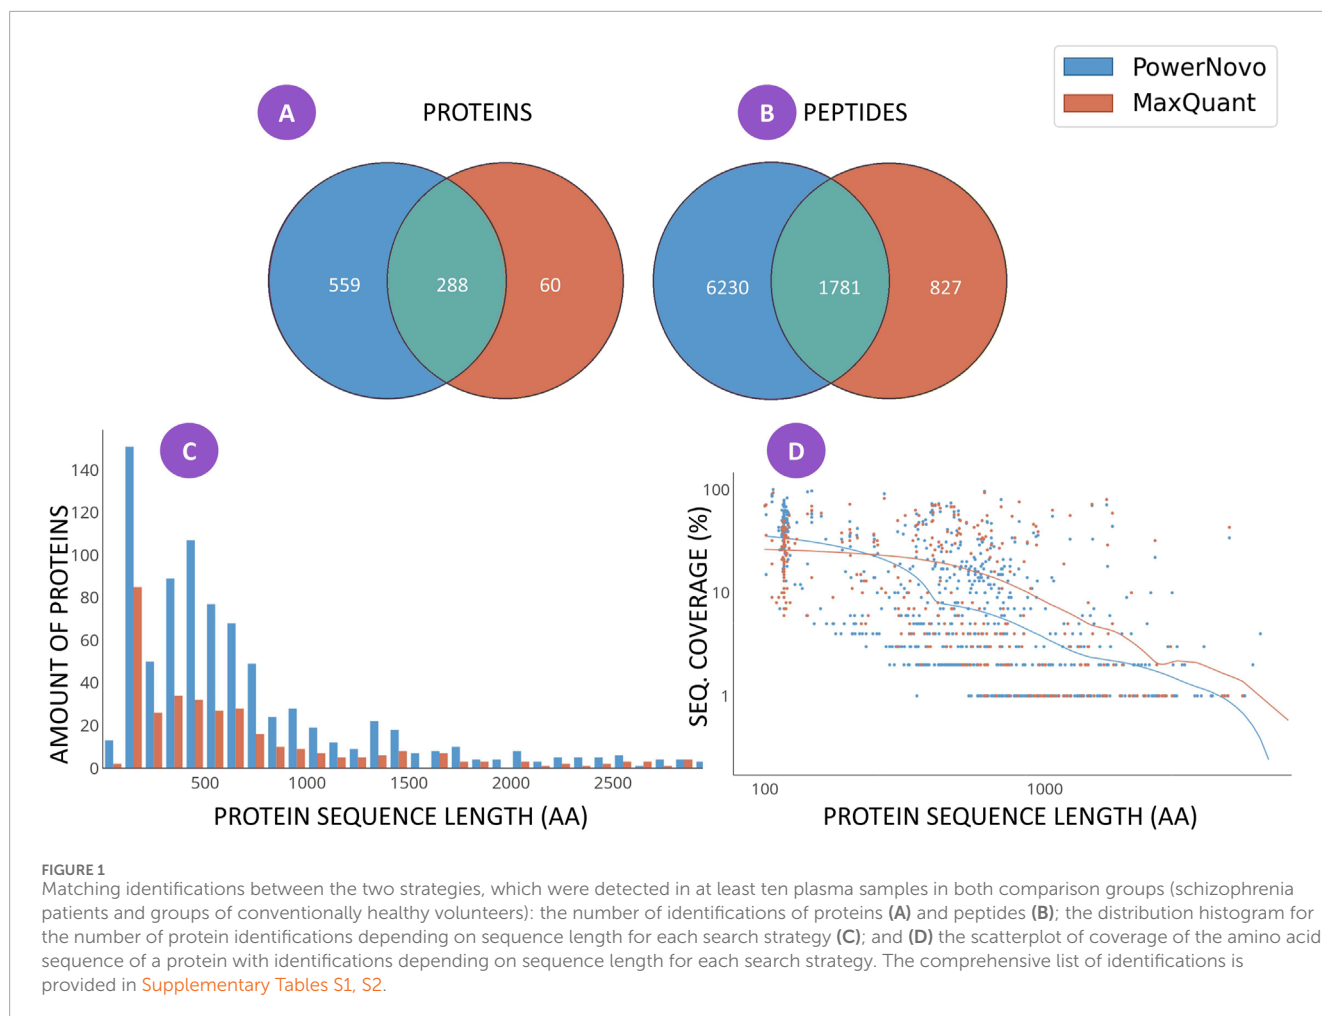 PowerNovo
MaxQuant
A
PROTEINS
B
PEPTIDES
559
288
60
6230
1781
827
C
AMOUNT OF PROTEINS
140
120
100
80
60
40
20
0
500
1000
1500
2000
2500
PROTEIN SEQUENCE LENGTH (AA)
D
SEQ. COVERAGE (%)
100
10
1
100
1000
PROTEIN SEQUENCE LENGTH (AA)
FIGURE 1
Matching identifications between the two strategies, which were detected in at least ten plasma samples in both comparison groups (schizophrenia
patients and groups of conventionally healthy volunteers): the number of identifications of proteins (A) and peptides (B); the distribution histogram for
the number of protein identifications depending on sequence length for each search strategy (C); and (D) the scatterplot of coverage of the amino acid
sequence of a protein with identifications depending on sequence length for each search strategy. The comprehensive list of identifications is
provided in Supplementary Tables S1, S2.